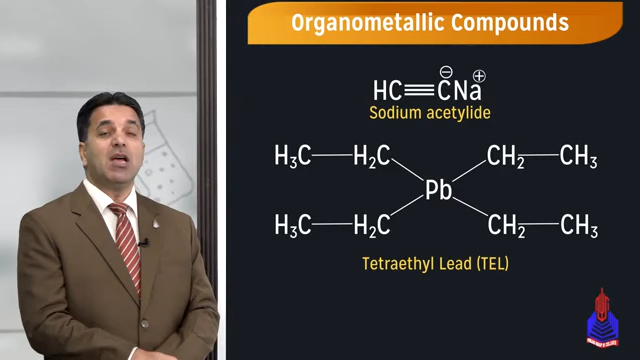 Organometallic Compounds
HC≡C⊖Na⊕
Sodium acetylide
H₃C—H₂C CH₂—CH₃
Pb
H₃C—H₂C CH₂—CH₃
Tetraethyl Lead (TEL)